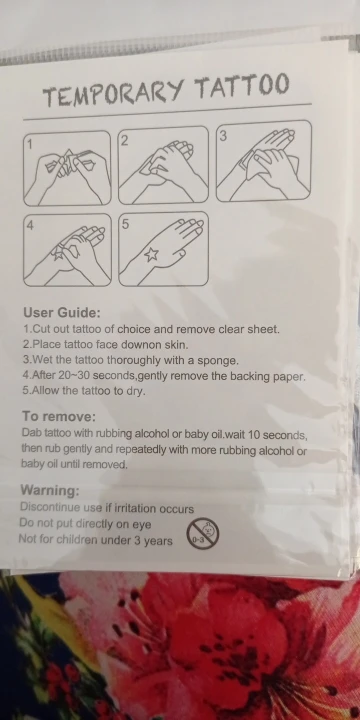 TEMPORARY TATTOO
1
2
3
4
5
User Guide:
1.Cut out tattoo of choice and remove clear sheet.
2.Place tattoo face downon skin.
3.Wet the tattoo thoroughly with a sponge.
4.After 20~30 seconds,gently remove the backing paper.
5.Allow the tattoo to dry.
To remove:
Dab tattoo with rubbing alcohol or baby oil.wait 10 seconds,
then rub gently and repeatedly with more rubbing alcohol or
baby oil until removed.
Warning:
Discontinue use if irritation occurs
Do not put directly on eye
Not for children under 3 years
0-3